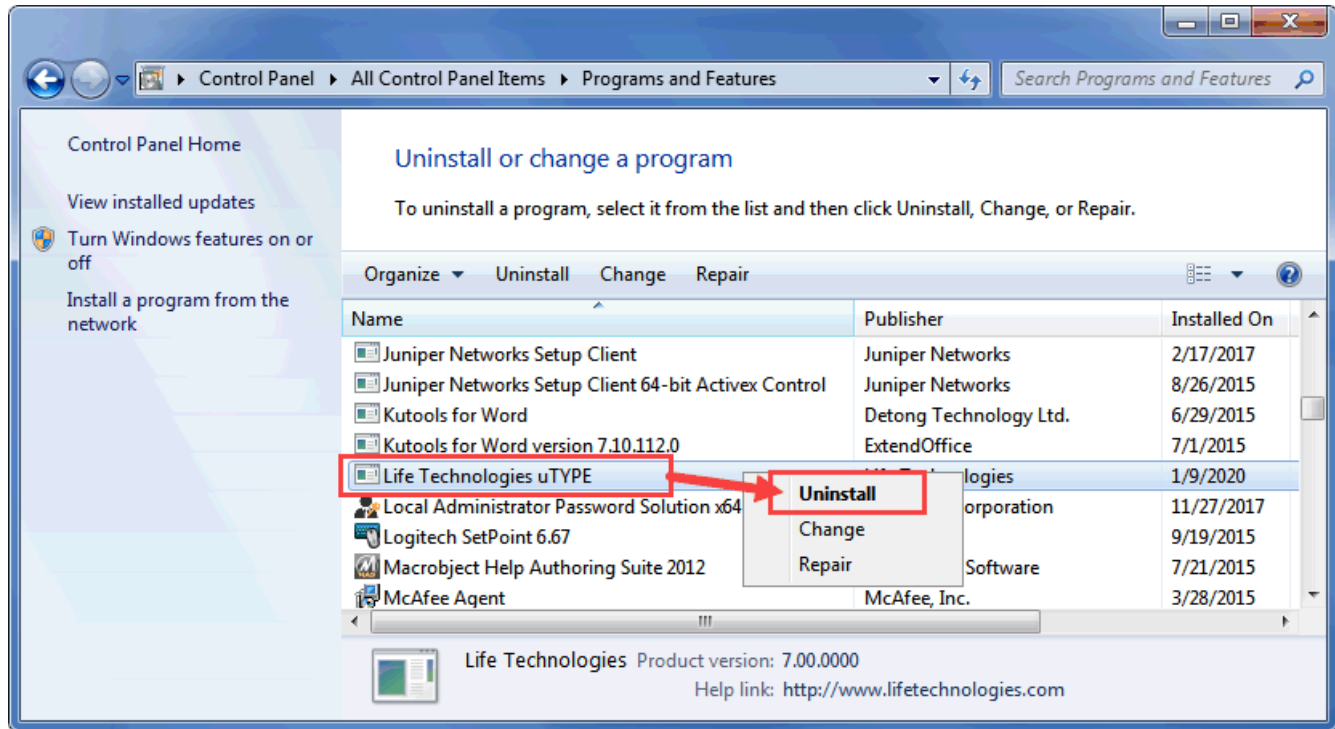 Control Panel All Control Panel Items Programs and Features Search Programs and Features
Control Panel Home
View installed updates
Turn Windows features on or
off
Install a program from the
network
Uninstall or change a program
To uninstall a program, select it from the list and then click Uninstall, Change, or Repair.
Organize Uninstall Change Repair
Name Publisher Installed On
Juniper Networks Setup Client Juniper Networks 2/17/2017
Juniper Networks Setup Client 64-bit Activex Control Juniper Networks 8/26/2015
Kutools for Word Detong Technology Ltd. 6/29/2015
Kutools for Word version 7.10.112.0 ExtendOffice 7/1/2015
Life Technologies uTYPE 1/9/2020
Local Administrator Password Solution x64 11/27/2017
Logitech SetPoint 6.67 9/19/2015
Macrobject Help Authoring Suite 2012 Software 7/21/2015
McAfee Agent McAfee, Inc. 3/28/2015
Uninstall
Change
Repair
Life Technologies Product version: 7.00.0000
Help link: http://www.lifetechnologies.com